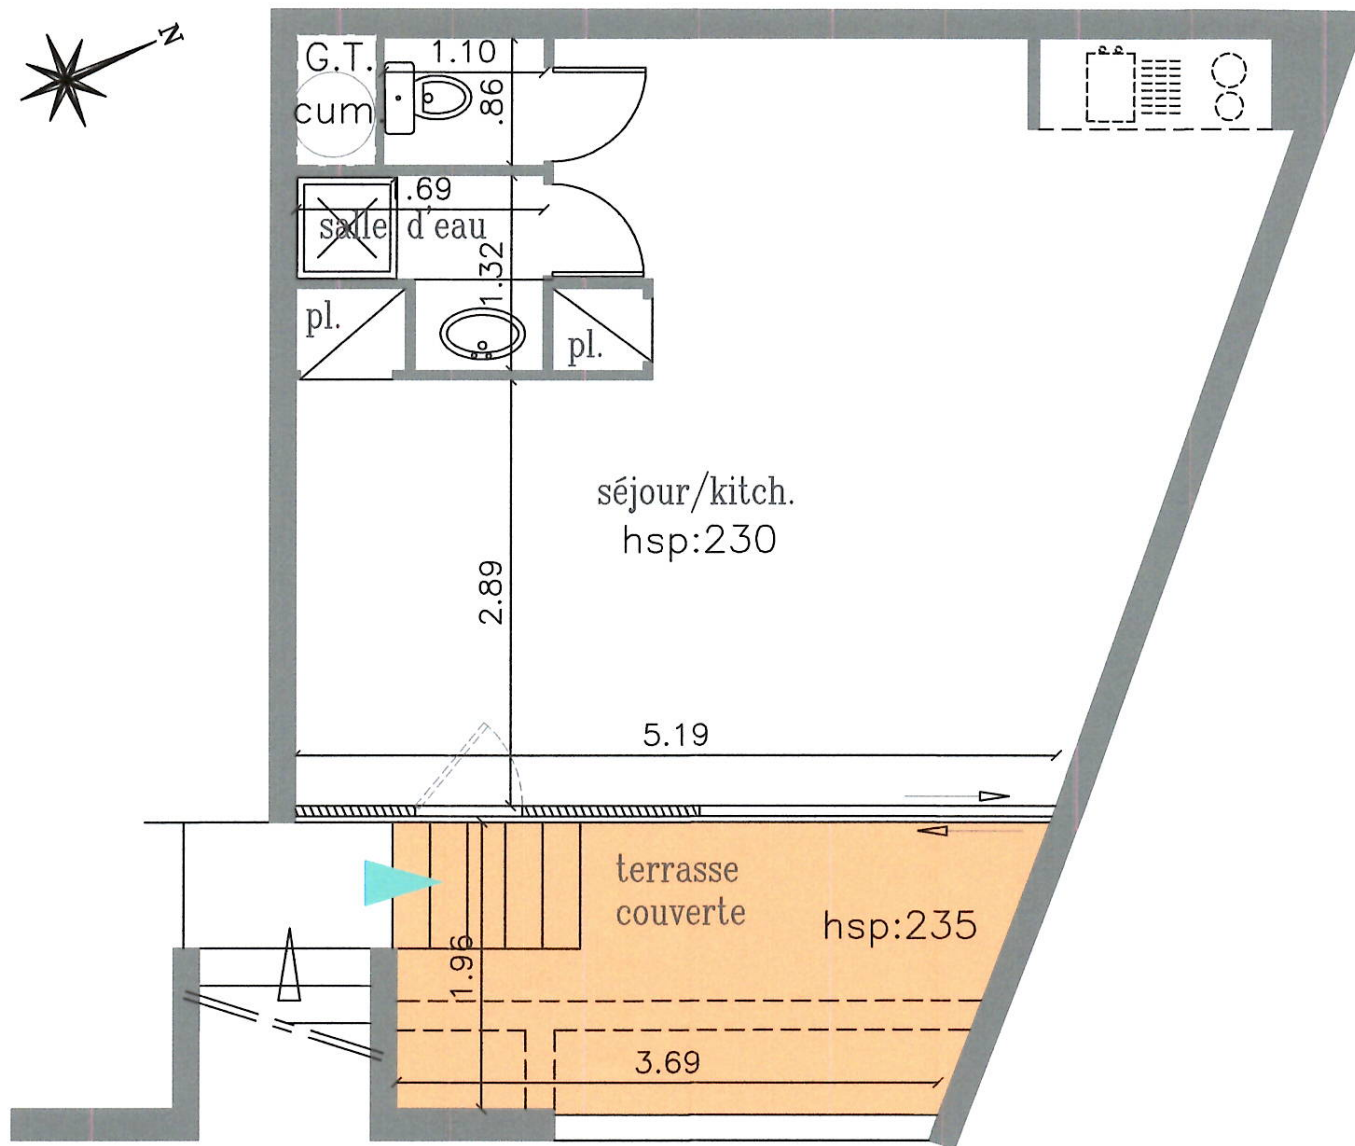 N
G.T.
1.10
cum
.86
1.69
salle d'eau
1.32
pl.
pl.
séjour/kitch.
hsp:230
2.89
5.19
terrasse
couverte
hsp:235
1.96
3.69